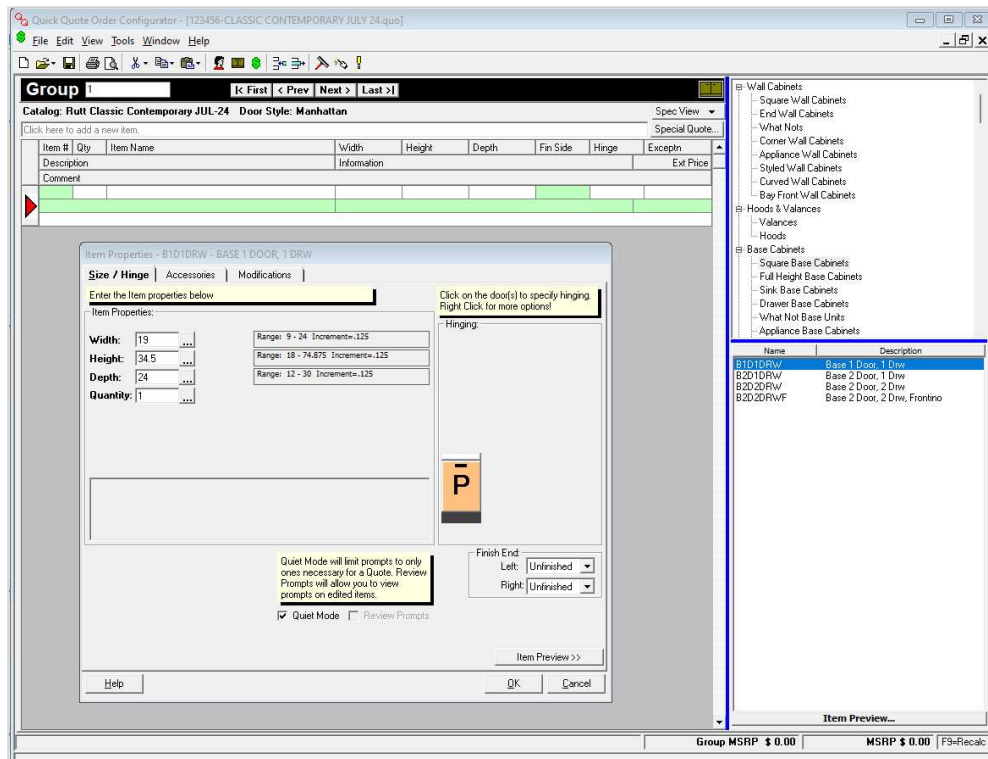 Quick Quote Order Configurator - [123456-CLASSIC CONTEMPORARY JULY 24.quo]
File Edit View Tools Window Help
Group 1 |< First < Prev Next > Last >|
Catalog: Rutt Classic Contemporary JUL-24 Door Style: Manhattan Spec View
Click here to add a new item. Special Quote...
Item # Qty Item Name Width Height Depth Fin Side Hinge Exceptn
Description Information Ext Price
Comment
Item Properties - B1D1DRW - BASE 1 DOOR, 1 DRW
Size / Hinge Accessories Modifications
Enter the Item properties below
Click on the door(s) to specify hinging.
Right Click for more options!
Item Properties:
Hinging:
Width: 19 ... Range: 9 - 24 Increment=.125
Height: 34.5 ... Range: 18 - 74.875 Increment=.125
Depth: 24 ... Range: 12 - 30 Increment=.125
Quantity: 1 ...
P
Quiet Mode will limit prompts to only
ones necessary for a Quote. Review
Prompts will allow you to view
prompts on edited items.
Quiet Mode Review Prompts
Finish End:
Left: Unfinished
Right: Unfinished
Item Preview >>
Help OK Cancel
Wall Cabinets
Square Wall Cabinets
End Wall Cabinets
What Nots
Corner Wall Cabinets
Appliance Wall Cabinets
Styled Wall Cabinets
Curved Wall Cabinets
Bay Front Wall Cabinets
Hoods & Valances
Valances
Hoods
Base Cabinets
Square Base Cabinets
Full Height Base Cabinets
Sink Base Cabinets
Drawer Base Cabinets
What Not Base Units
Appliance Base Cabinets
Name Description
B1D1DRW Base 1 Door, 1 Drw
B2D1DRW Base 2 Door, 1 Drw
B2D2DRW Base 2 Door, 2 Drw
B2D2DRWF Base 2 Door, 2 Drw, Frontino
Item Preview...
Group MSRP $ 0.00 MSRP $ 0.00 F9=Recalc